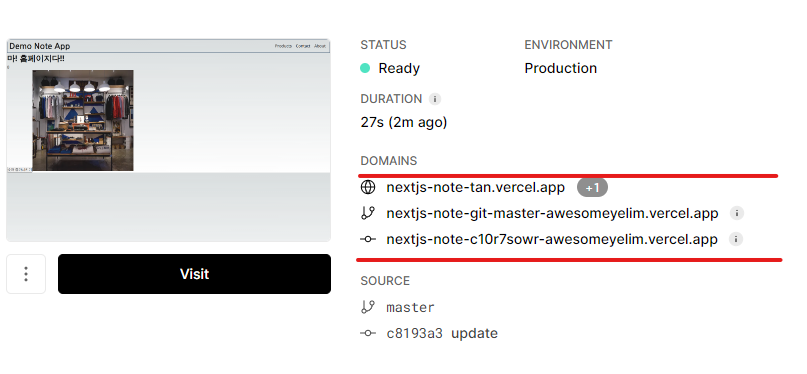 Demo Note App
Products Contact About
마! 홈페이지다!!
STATUS
Ready
ENVIRONMENT
Production
DURATION
27s (2m ago)
DOMAINS
nextjs-note-tan.vercel.app +1
nextjs-note-git-master-awesomeyelim.vercel.app
nextjs-note-c10r7sowr-awesomeyelim.vercel.app
Visit
SOURCE
master
c8193a3 update